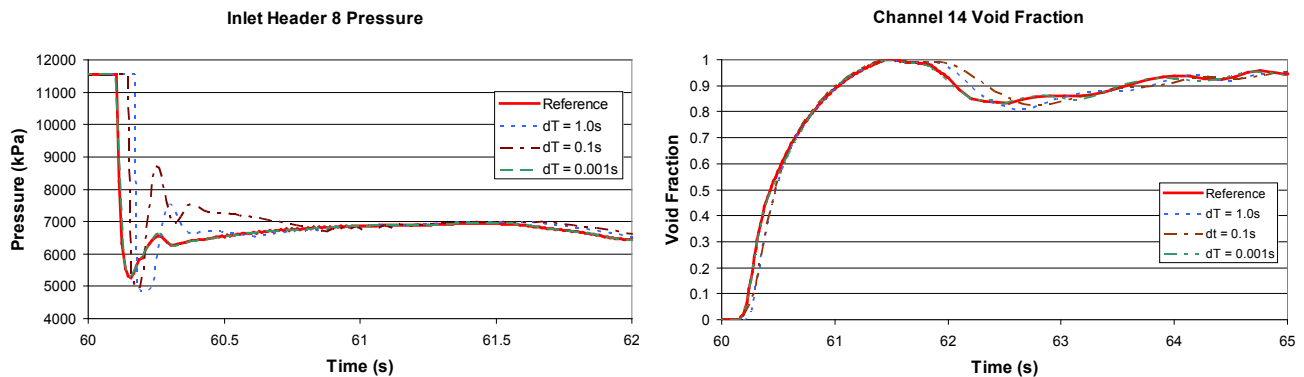 Inlet Header 8 Pressure
Pressure (kPa)
12000
11000
10000
9000
8000
7000
6000
5000
4000
60
60.5
61
61.5
62
Time (s)
Reference
dT = 1.0s
dT = 0.1s
dT = 0.001s
Channel 14 Void Fraction
Void Fraction
1
0.9
0.8
0.7
0.6
0.5
0.4
0.3
0.2
0.1
0
60
61
62
63
64
65
Time (s)
Reference
dT = 1.0s
dt = 0.1s
dT = 0.001s